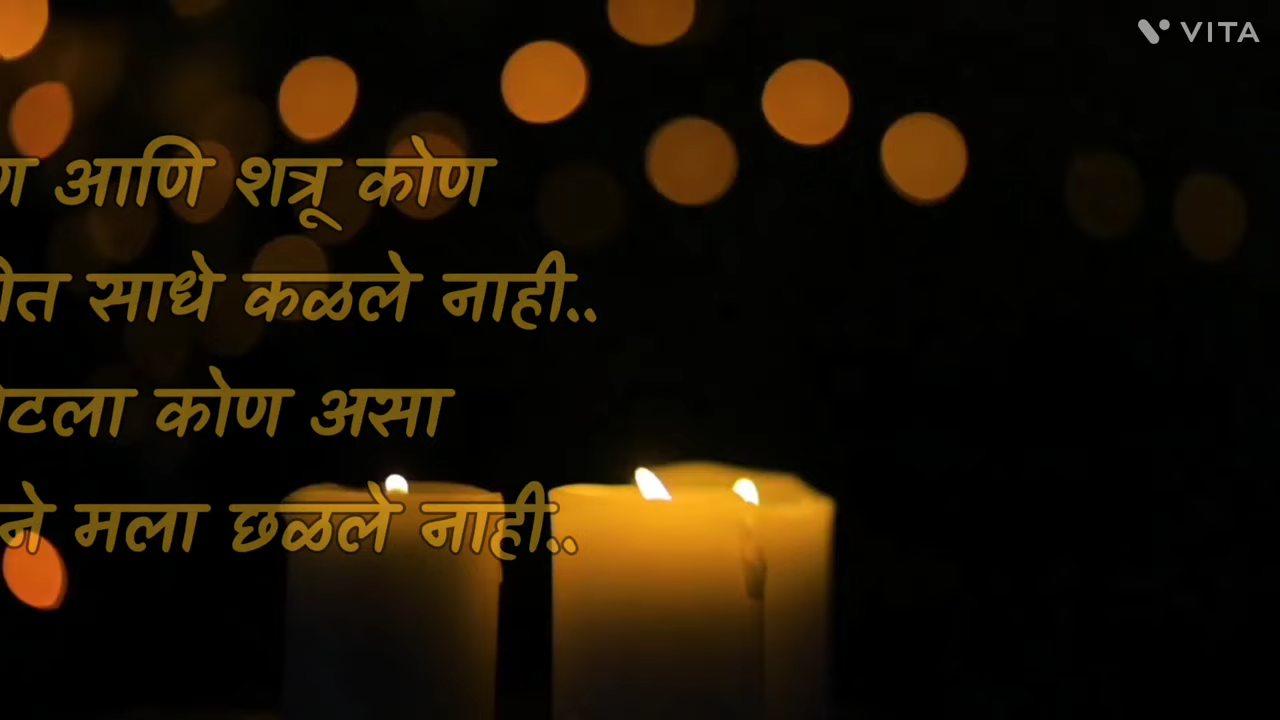 VITA
आणि शत्रू कोण
साधे कळले नाही..
कोण असा
मला छळले नाही..